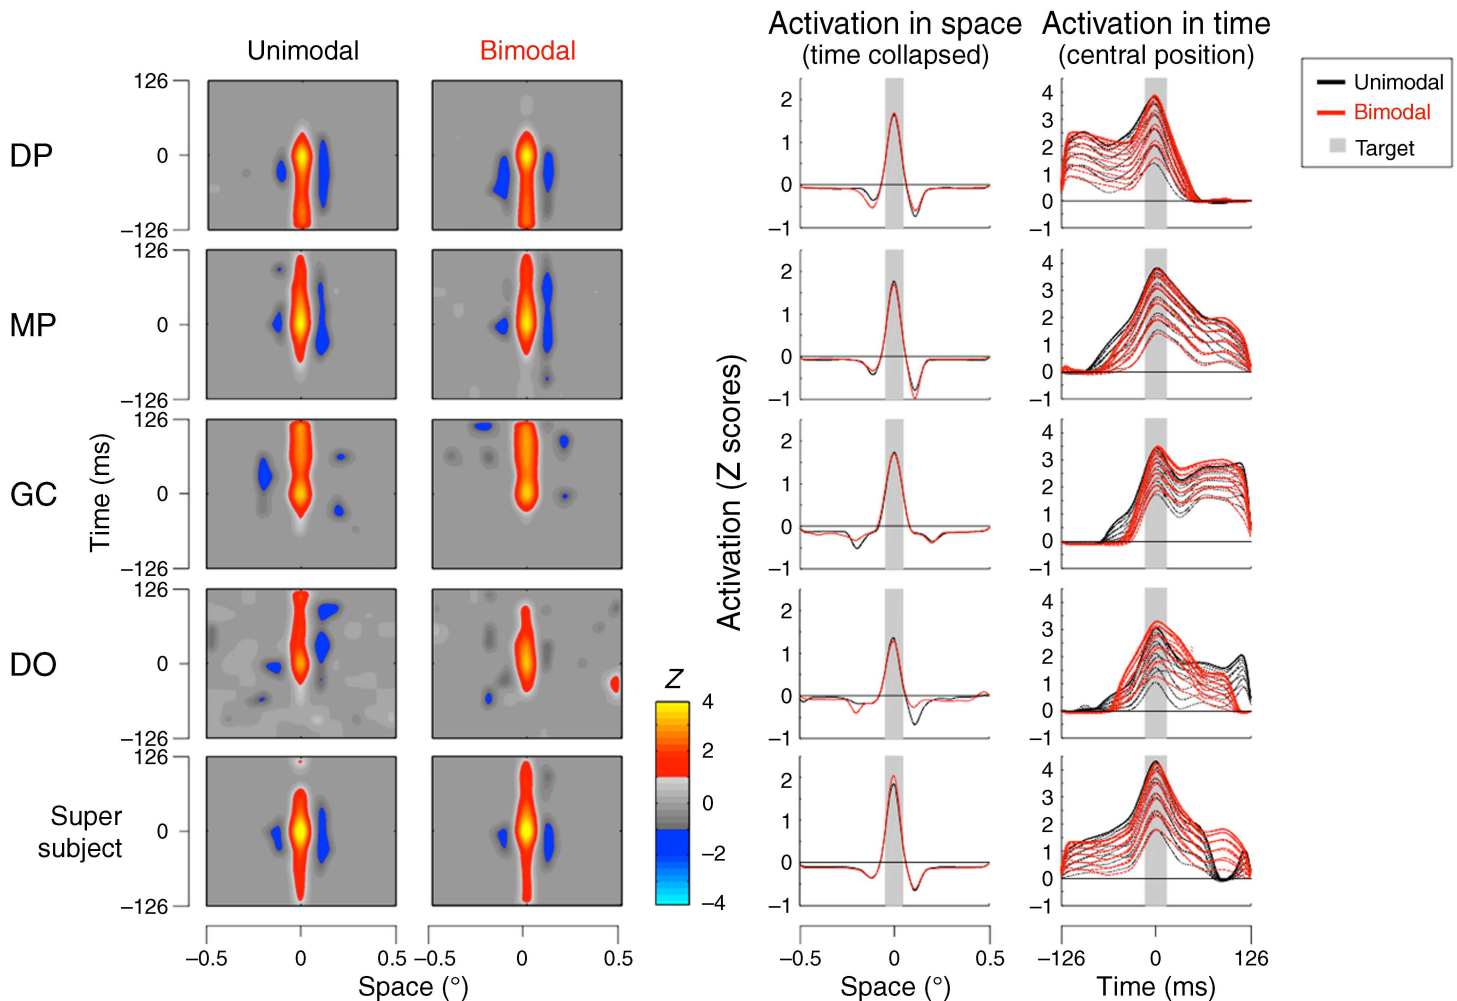 Activation in space
(time collapsed)
Activation in time
(central position)
Unimodal
Bimodal
Unimodal
Bimodal
Target
DP
126
0
−126
2
1
0
−1
4
3
2
1
0
−1
MP
126
0
−126
2
1
0
−1
4
3
2
1
0
−1
GC
126
0
−126
Time (ms)
Activation (Z scores)
2
1
0
−1
4
3
2
1
0
−1
DO
126
0
−126
2
1
0
−1
4
3
2
1
0
−1
Z
4
2
0
−2
−4
Super
subject
126
0
−126
2
1
0
−1
4
3
2
1
0
−1
−0.5 0 −0.5 0 0.5
Space (°)
−0.5 0 0.5
Space (°)
−126 0 126
Time (ms)